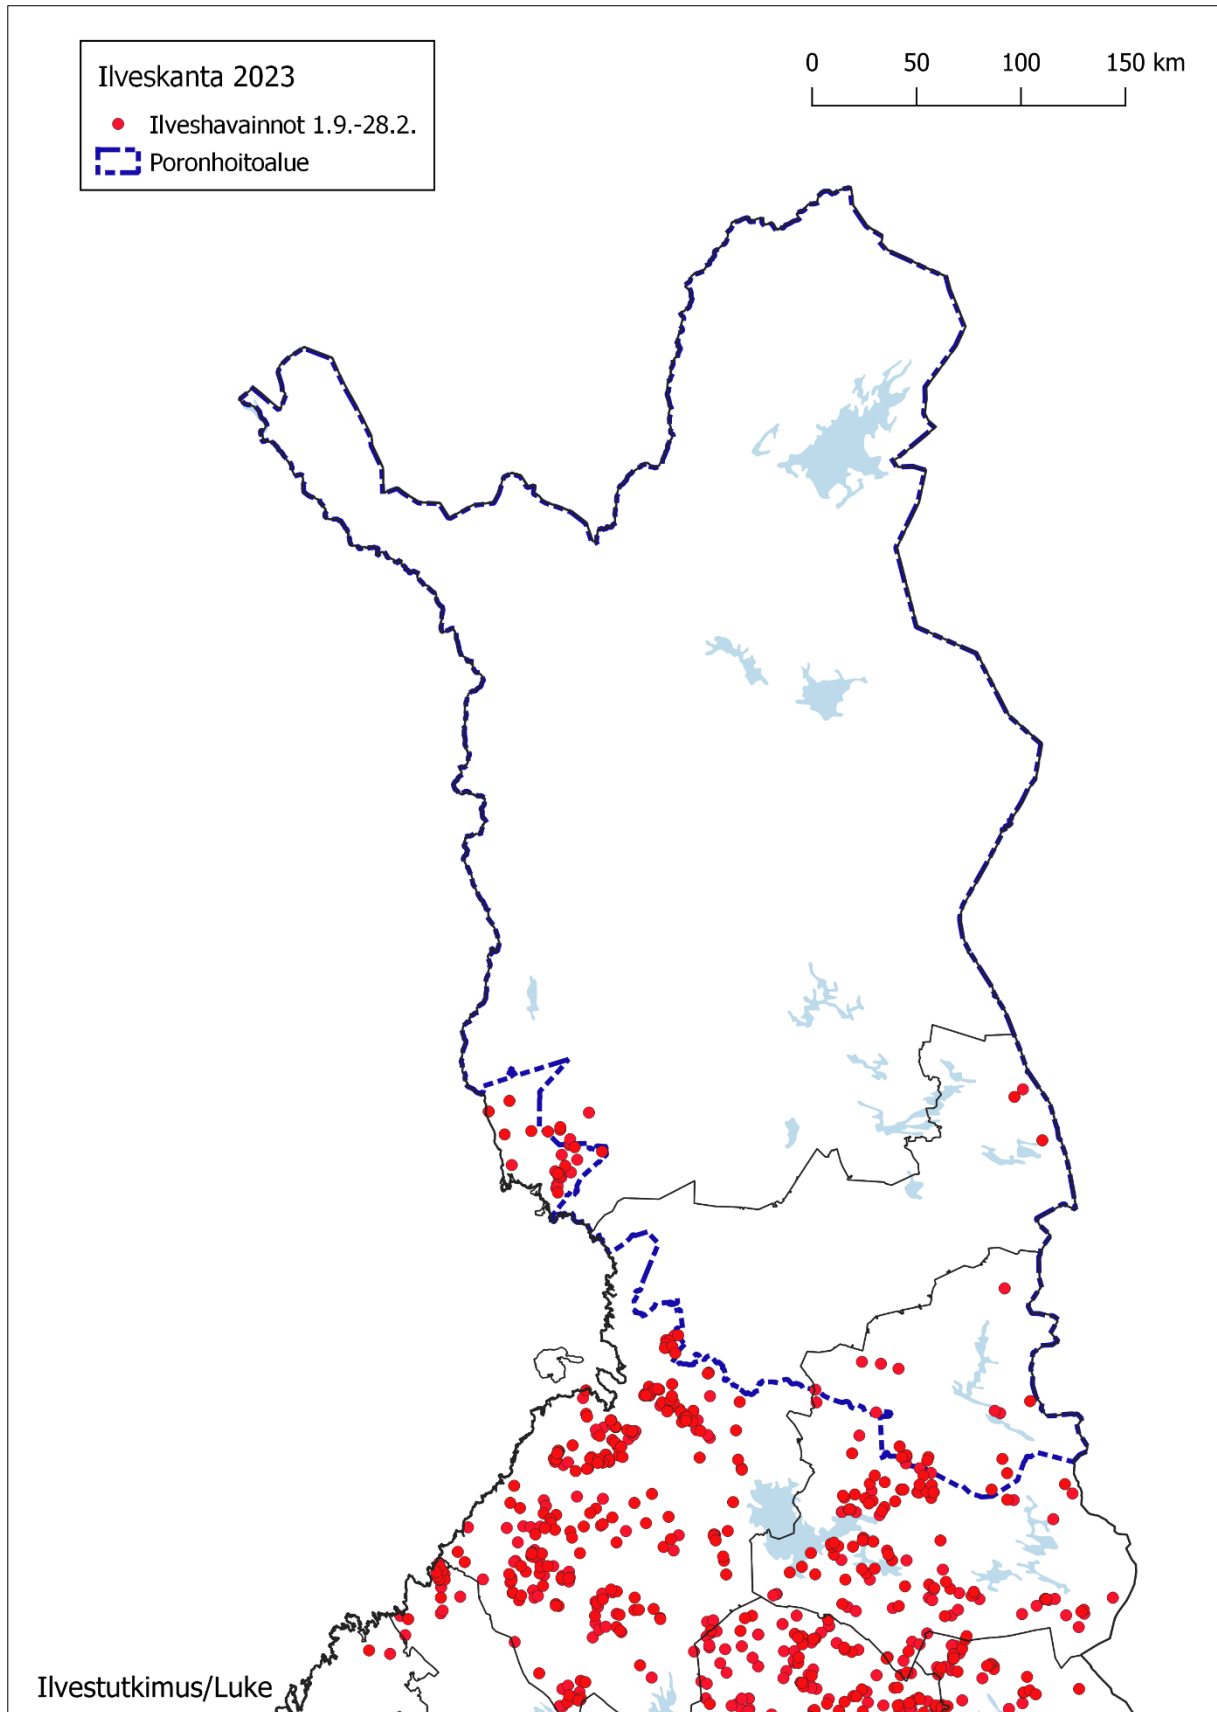 Ilveskanta 2023
Ilveshavainnot 1.9.-28.2.
Poronhoitoalue
0 50 100 150 km
Ilvestutkimus/Luke